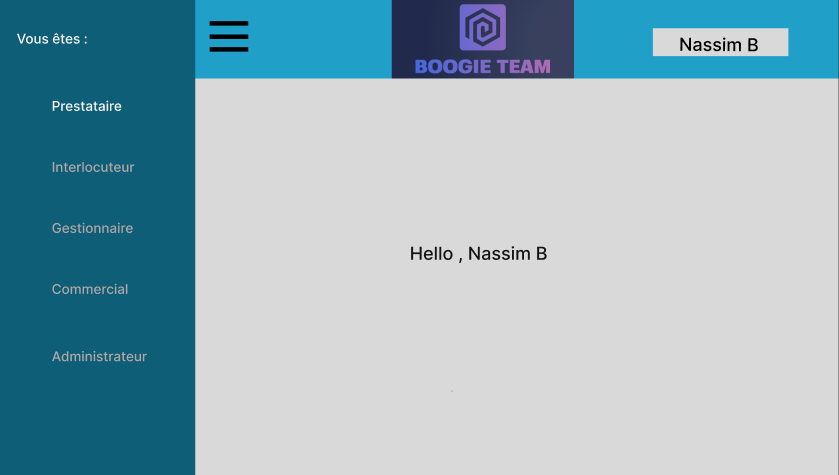 Vous êtes :
Prestataire
Interlocuteur
Gestionnaire
Commercial
Administrateur
BOOGIE TEAM
Nassim B
Hello , Nassim B